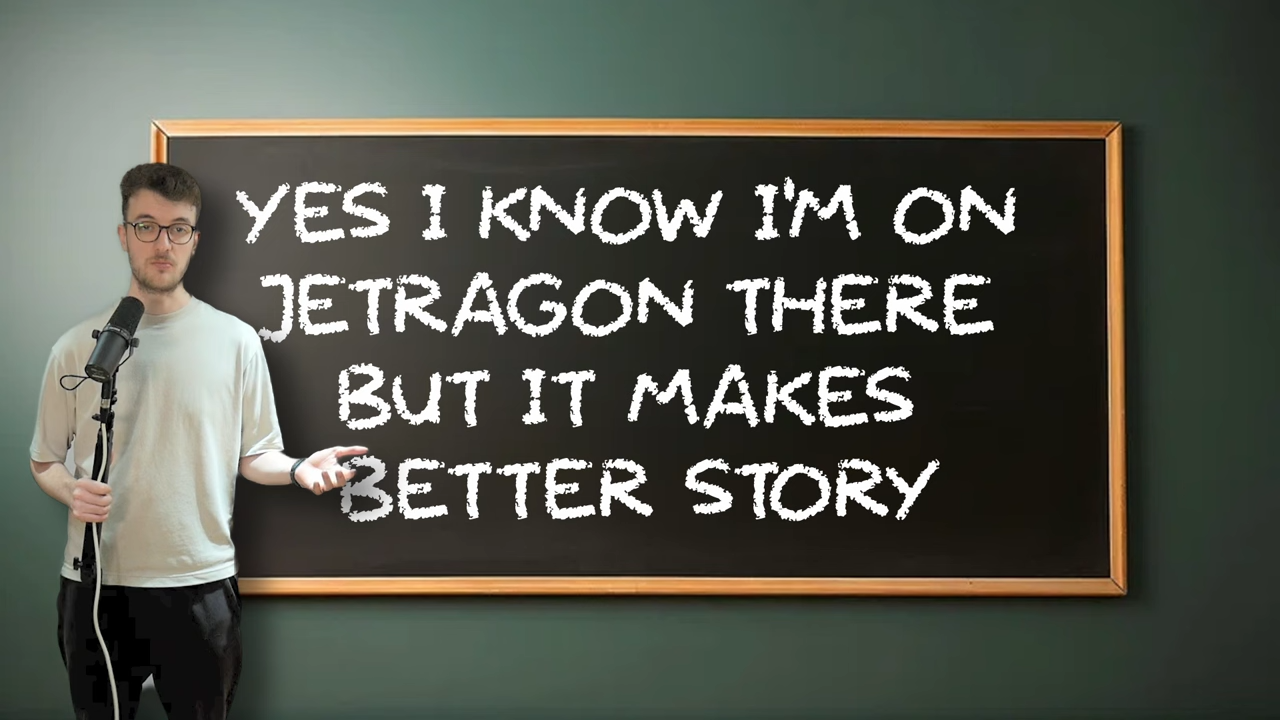 YES I KNOW I'M ON
JETRAGON THERE
BUT IT MAKES
BETTER STORY